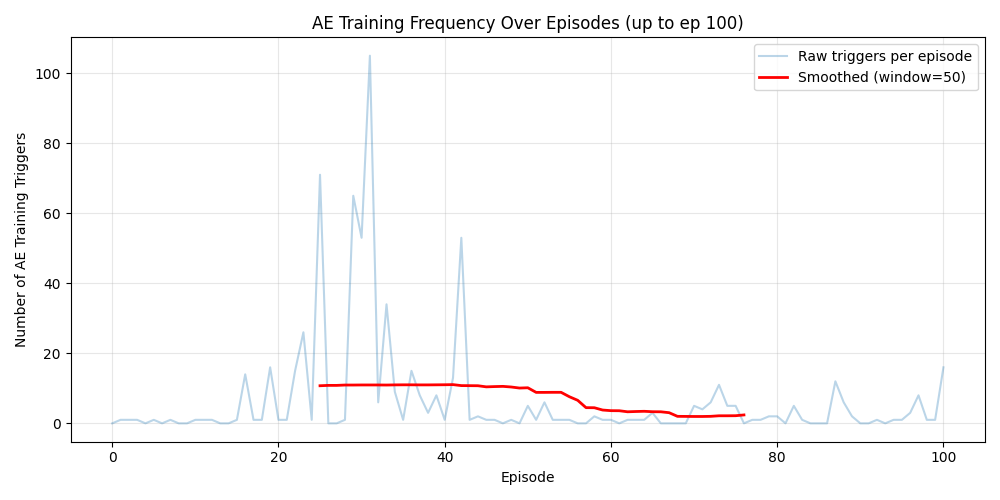 AE Training Frequency Over Episodes (up to ep 100)
Raw triggers per episode
Smoothed (window=50)
Number of AE Training Triggers
100
80
60
40
20
0
0 20 40 60 80 100
Episode